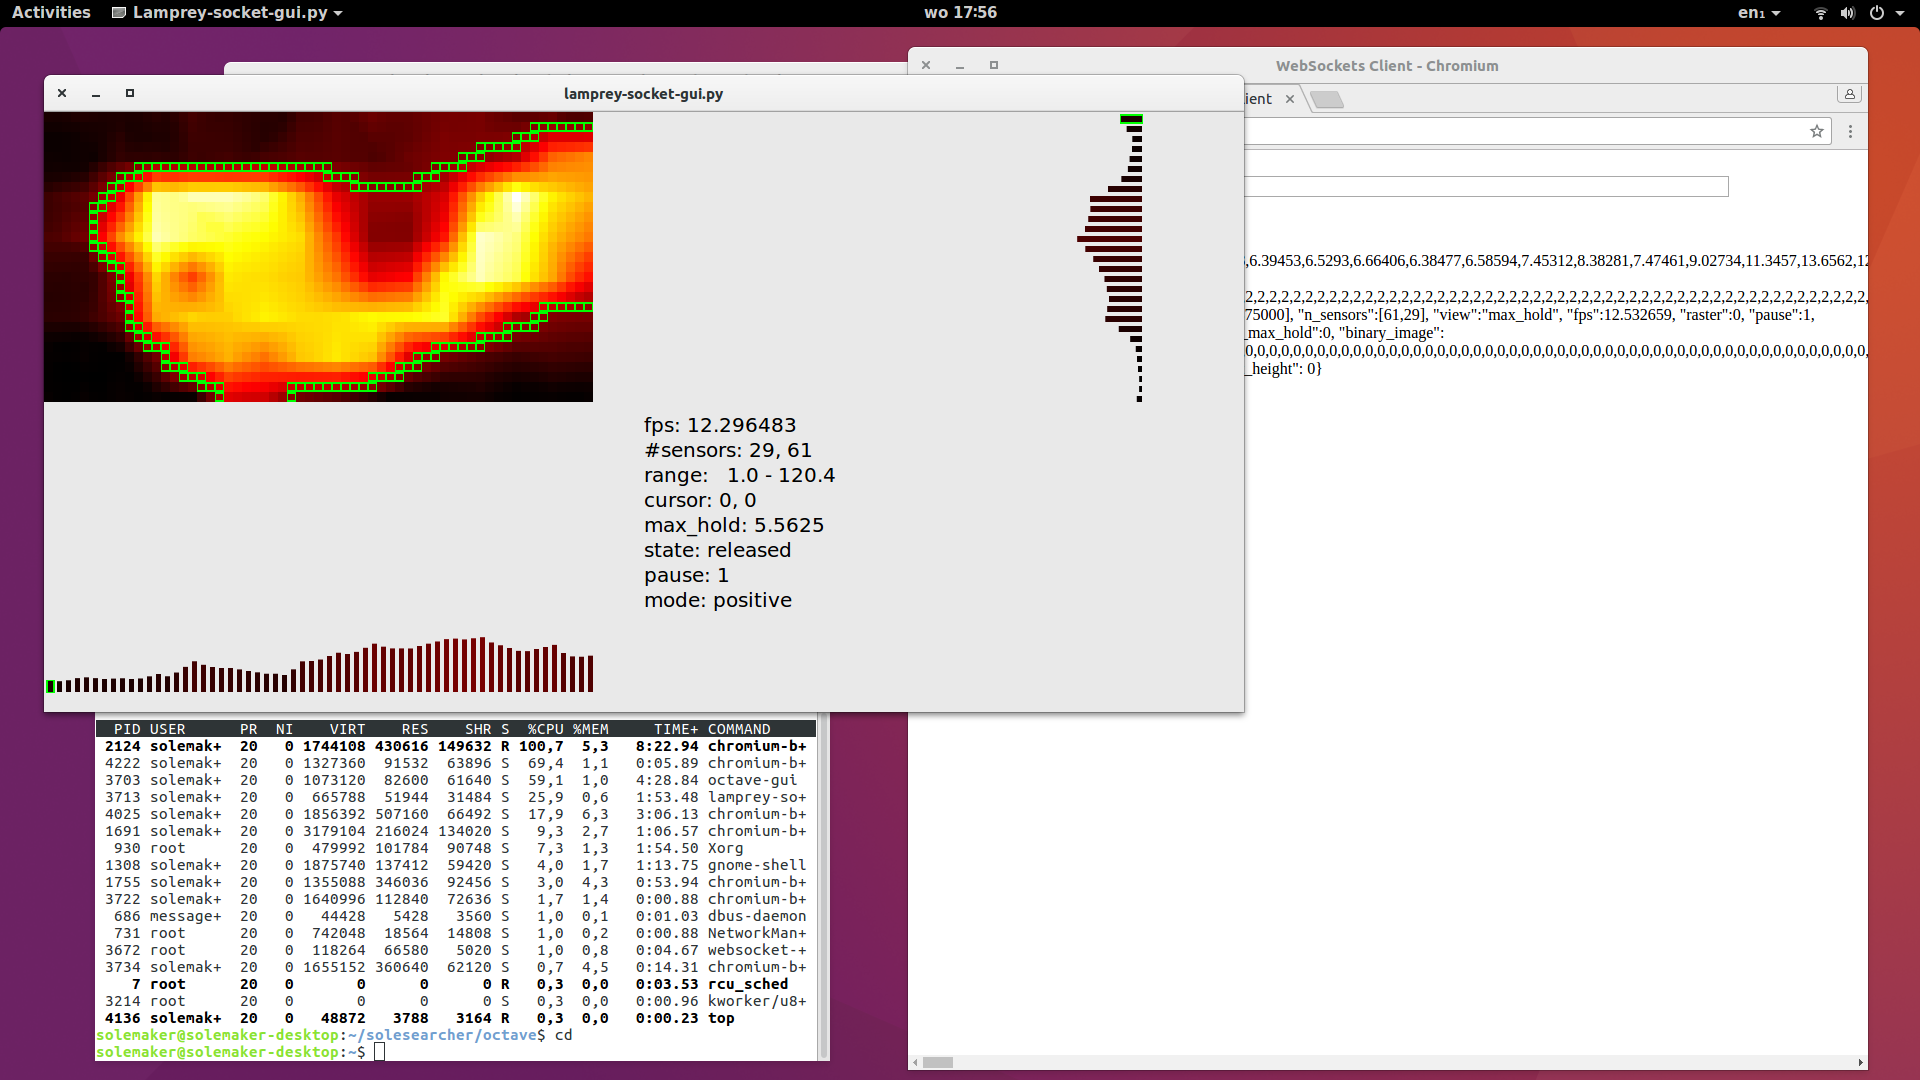 Activities Lamprey-socket-gui.py wo 17:56 en₁
WebSockets Client - Chromium
lamprey-socket-gui.py
ient
,6.39453,6.5293,6.66406,6.38477,6.58594,7.45312,8.38281,7.47461,9.02734,11.3457,13.6562,12
2,2,2,2,2,2,2,2,2,2,2,2,2,2,2,2,2,2,2,2,2,2,2,2,2,2,2,2,2,2,2,2,2,2,2,2,2,2,2,2,2,2,2,2,2,2,2,2,2,2,2,2,
75000], "n_sensors":[61,29], "view":"max_hold", "fps":12.532659, "raster":0, "pause":1,
_max_hold":0, "binary_image":
0,0,0,0,0,0,0,0,0,0,0,0,0,0,0,0,0,0,0,0,0,0,0,0,0,0,0,0,0,0,0,0,0,0,0,0,0,0,0,0,0,0,0,0,0,0,0,0,0,0,0,0,
_height": 0}
fps: 12.296483
#sensors: 29, 61
range: 1.0 - 120.4
cursor: 0, 0
max_hold: 5.5625
state: released
pause: 1
mode: positive
PID USER PR NI VIRT RES SHR S %CPU %MEM TIME+ COMMAND
2124 solemak+ 20 0 1744108 430616 149632 R 100,7 5,3 8:22.94 chromium-b+
4222 solemak+ 20 0 1327360 91532 63896 S 69,4 1,1 0:05.89 chromium-b+
3703 solemak+ 20 0 1073120 82600 61640 S 59,1 1,0 4:28.84 octave-gui
3713 solemak+ 20 0 665788 51944 31484 S 25,9 0,6 1:53.48 lamprey-so+
4025 solemak+ 20 0 1856392 507160 66492 S 17,9 6,3 3:06.13 chromium-b+
1691 solemak+ 20 0 3179104 216024 134020 S 9,3 2,7 1:06.57 chromium-b+
930 root 20 0 479992 101784 90748 S 7,3 1,3 1:54.50 Xorg
1308 solemak+ 20 0 1875740 137412 59420 S 4,0 1,7 1:13.75 gnome-shell
1755 solemak+ 20 0 1355088 346036 92456 S 3,0 4,3 0:53.94 chromium-b+
3722 solemak+ 20 0 1640996 112840 72636 S 1,7 1,4 0:00.88 chromium-b+
686 message+ 20 0 44428 5428 3560 S 1,0 0,1 0:01.03 dbus-daemon
731 root 20 0 742048 18564 14808 S 1,0 0,2 0:00.88 NetworkMan+
3672 root 20 0 118264 66580 5020 S 1,0 0,8 0:04.67 websocket-+
3734 solemak+ 20 0 1655152 360640 62120 S 0,7 4,5 0:14.31 chromium-b+
7 root 20 0 0 0 0 R 0,3 0,0 0:03.53 rcu_sched
3214 root 20 0 0 0 0 S 0,3 0,0 0:00.96 kworker/u8+
4136 solemak+ 20 0 48872 3788 3164 R 0,3 0,0 0:00.23 top
solemaker@solemaker-desktop:~/solesearcher/octave$ cd
solemaker@solemaker-desktop:~$